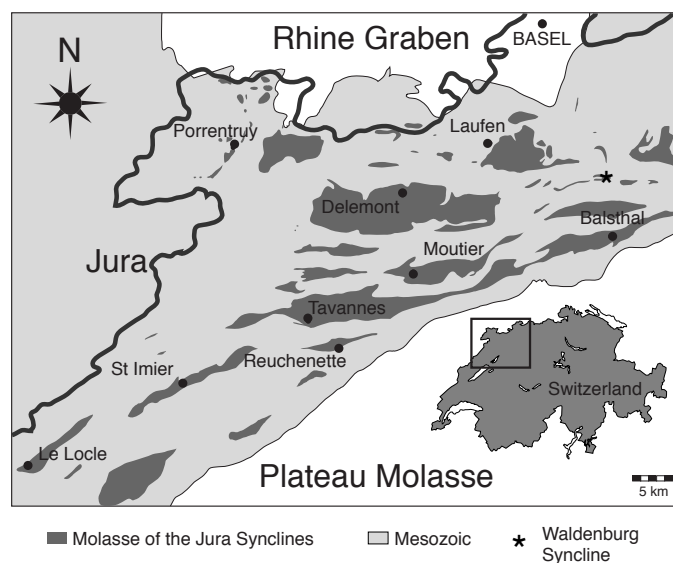 Rhine Graben
BASEL
N
Porrentruy
Laufen
Delemont
Balsthal
Moutier
Jura
Tavannes
St Imier
Reuchenette
Switzerland
Le Locle
Plateau Molasse
5 km
Molasse of the Jura Synclines
Mesozoic
* Waldenburg
Syncline